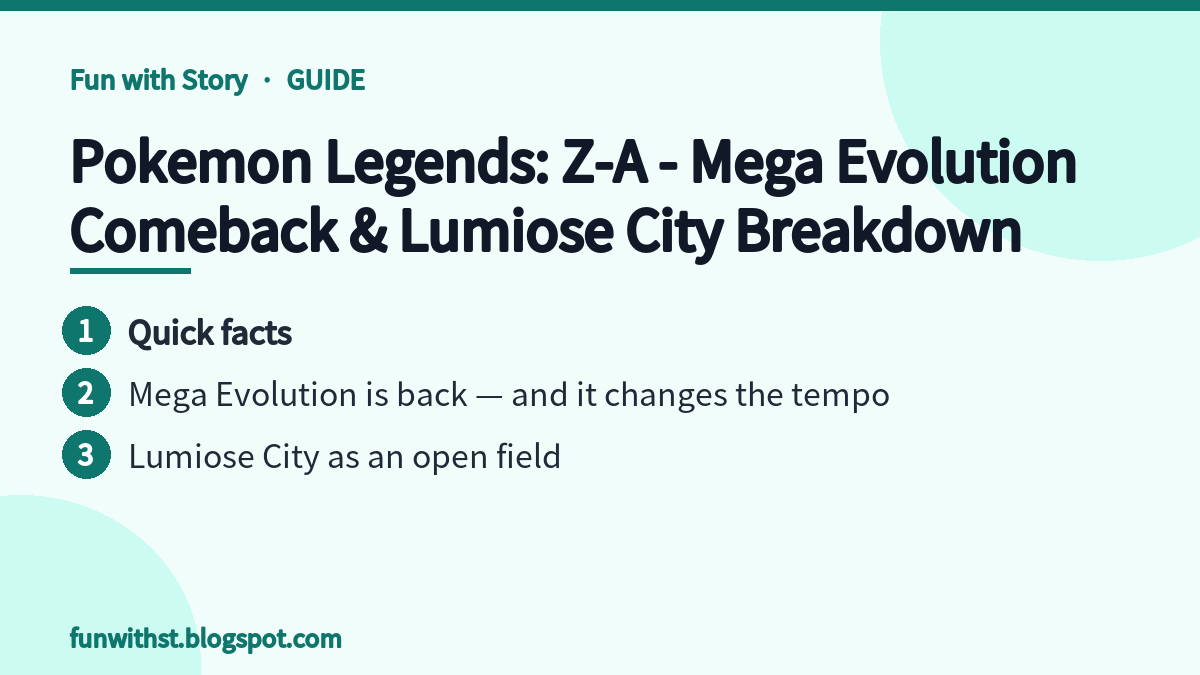 Fun with Story · GUIDE
Pokemon Legends: Z-A - Mega Evolution
Comeback & Lumiose City Breakdown
1 Quick facts
2 Mega Evolution is back — and it changes the tempo
3 Lumiose City as an open field
funwithst.blogspot.com